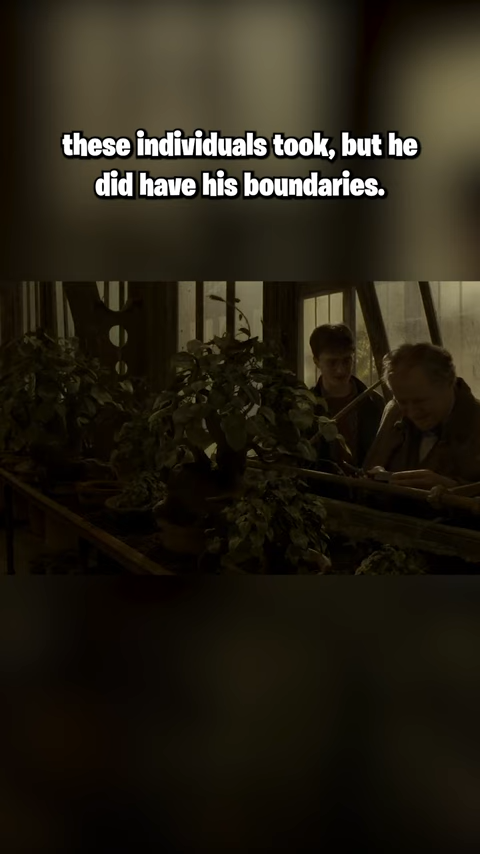 these individuals took, but he
did have his boundaries.